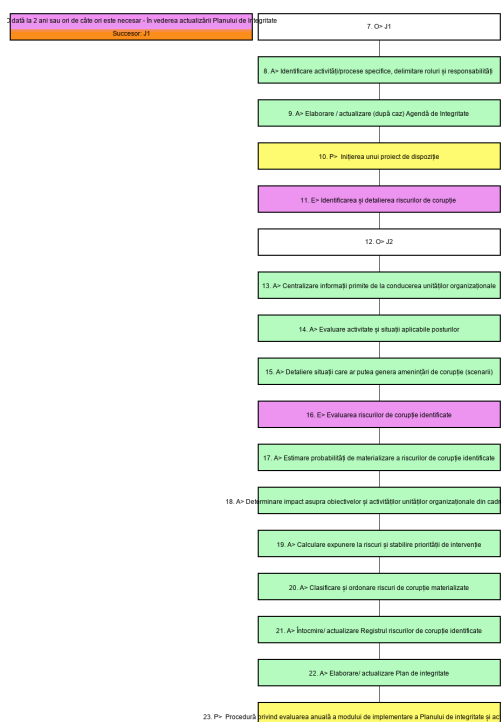 dată la 2 ani sau ori de câte ori este necesar - în vederea actualizării Planului de Integritate
Succesor: J1
7. O> J1
8. A> Identificare activități/procese specifice, delimitare roluri și responsabilități
9. A> Elaborare / actualizare (după caz) Agendă de Integritate
10. P> Inițierea unui proiect de dispoziție
11. E> Identificarea și detalierea riscurilor de corupție
12. O> J2
13. A> Centralizare informații primite de la conducerea unităților organizaționale
14. A> Evaluare activitate și situații aplicabile posturilor
15. A> Detaliere situații care ar putea genera amenințări de corupție (scenarii)
16. E> Evaluarea riscurilor de corupție identificate
17. A> Estimare probabilități de materializare a riscurilor de corupție identificate
18. A> Determinare impact asupra obiectivelor și activităților unităților organizaționale din cadr
19. A> Calculare expunere la riscuri și stabilire priorității de intervenție
20. A> Clasificare și ordonare riscuri de corupție materializate
21. A> Întocmire/ actualizare Registrul riscurilor de corupție identificate
22. A> Elaborare/ actualizare Plan de integritate
23. P> Procedură privind evaluarea anuală a modului de implementare a Planului de integritate și